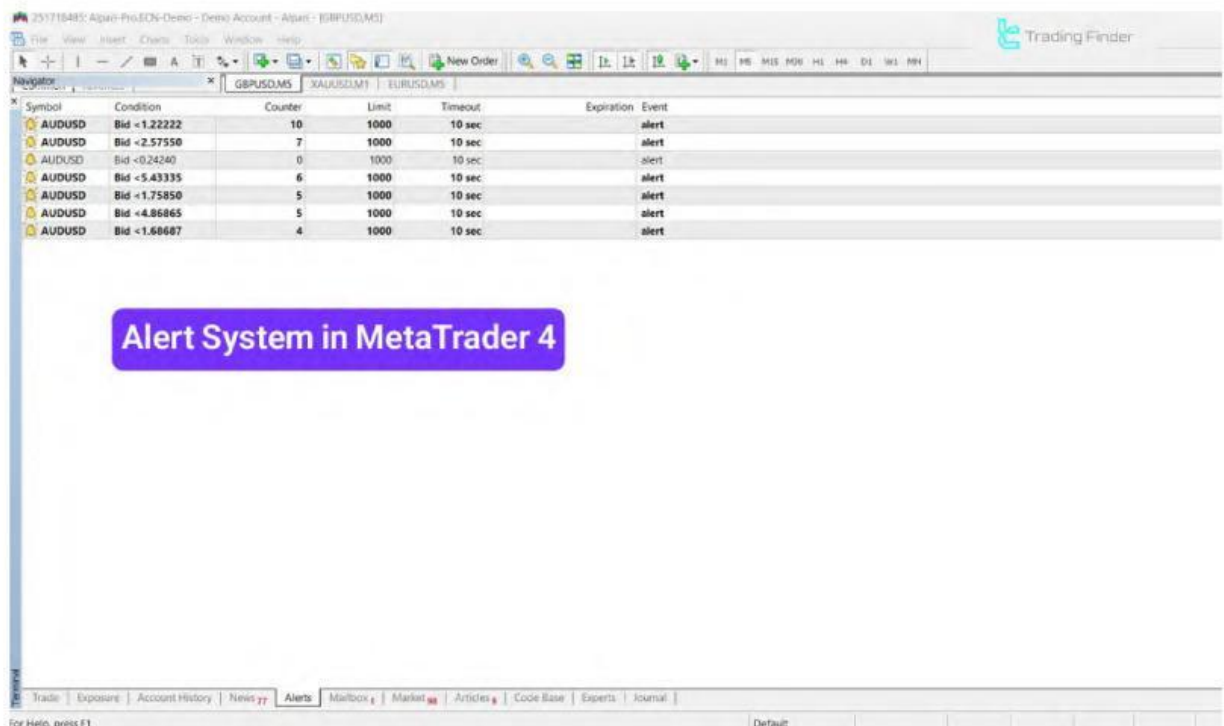 251718485: Alpari-Pro.ECN-Demo - Demo Account - Alpari - [GBPUSD,M5]
Trading Finder
File View Insert Charts Tools Window Help
A T New Order M1 M5 M15 M30 H1 H4 D1 W1 MN
Navigator × GBPUSD,M5 XAUUSD,M1 EURUSD,M5
Symbol Condition Counter Limit Timeout Expiration Event
AUDUSD Bid <1.22222 10 1000 10 sec alert
AUDUSD Bid <2.57550 7 1000 10 sec alert
AUDUSD Bid <0.24240 0 1000 10 sec alert
AUDUSD Bid <5.43335 6 1000 10 sec alert
AUDUSD Bid <1.75850 5 1000 10 sec alert
AUDUSD Bid <4.86865 5 1000 10 sec alert
AUDUSD Bid <1.68687 4 1000 10 sec alert
Alert System in MetaTrader 4
Terminal
Trade Exposure Account History News 77 Alerts Mailbox Market 98 Articles Code Base Experts Journal
For Help, press F1 Default